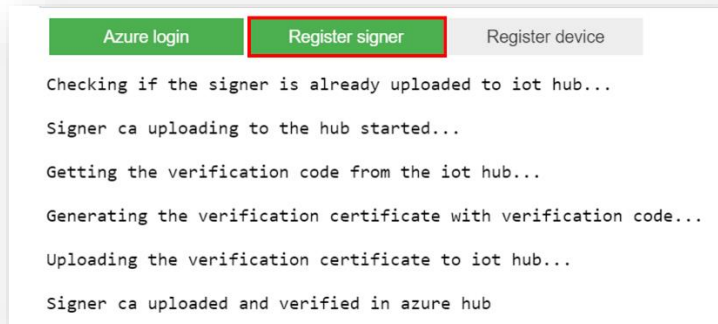 Azure login Register signer Register device
Checking if the signer is already uploaded to iot hub...
Signer ca uploading to the hub started...
Getting the verification code from the iot hub...
Generating the verification certificate with verification code...
Uploading the verification certificate to iot hub...
Signer ca uploaded and verified in azure hub